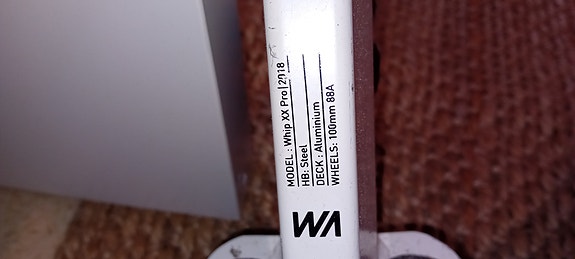 MODEL : Whip XX Pro|2018
HB: Steel
DECK : Aluminium
WHEELS: 100mm 88A
WA